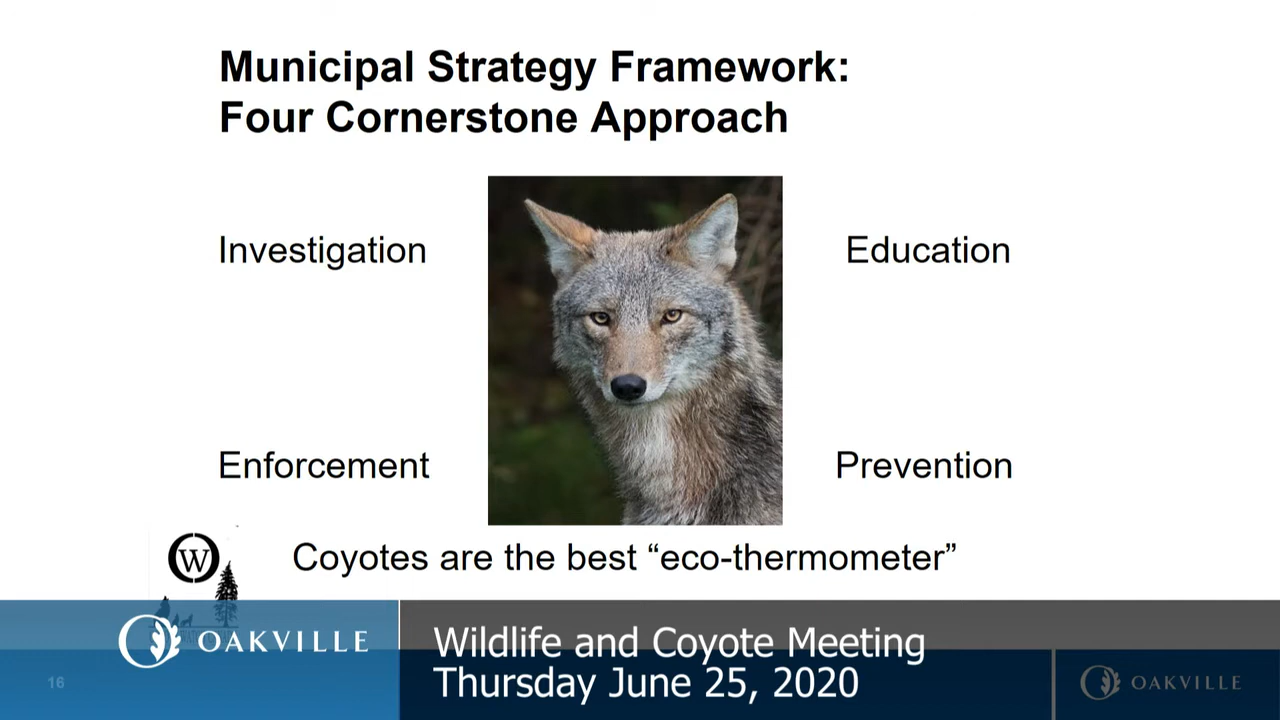 Municipal Strategy Framework:
Four Cornerstone Approach
Investigation
Education
Enforcement
Prevention
W
Coyotes are the best “eco-thermometer”
OAKVILLE
Wildlife and Coyote Meeting
Thursday June 25, 2020
16
OAKVILLE